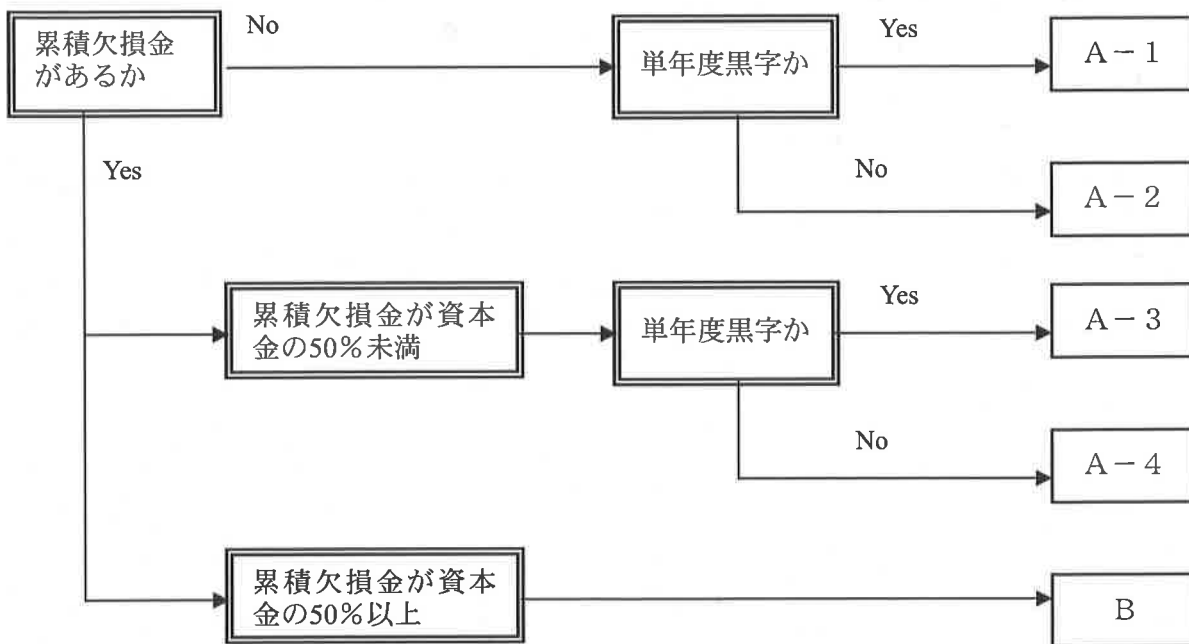 No
累積欠損金
があるか
単年度黒字か
Yes
A－1
Yes
No
A－2
累積欠損金が資本
金の50％未満
単年度黒字か
Yes
A－3
No
A－4
累積欠損金が資本
金の50％以上
B